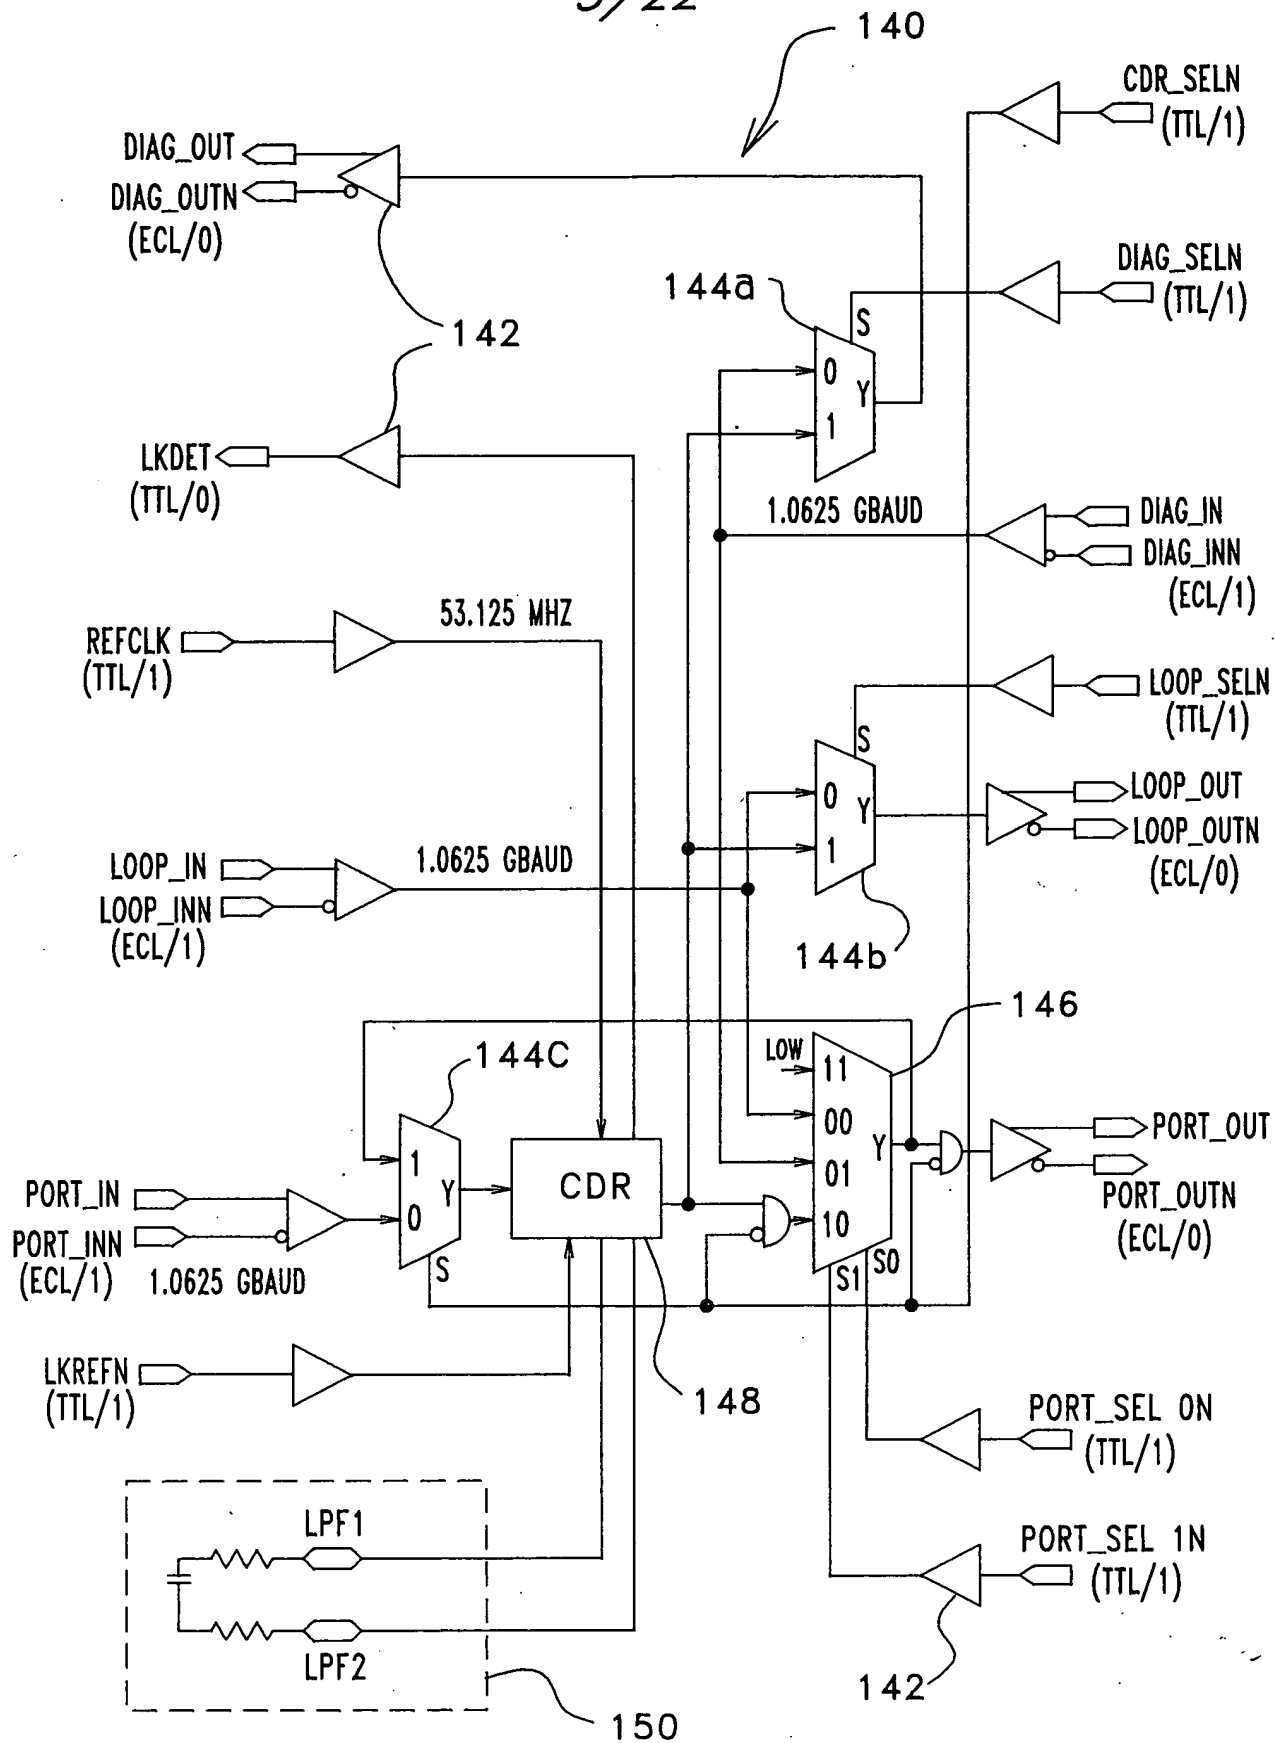 140
CDR_SELN
(TTL/1)
DIAG_OUT
DIAG_OUTN
(ECL/0)
DIAG_SELN
(TTL/1)
144a
S
142
0
Y
1
LKDET
(TTL/0)
1.0625 GBAUD
DIAG_IN
DIAG_INN
(ECL/1)
53.125 MHZ
REFCLK
(TTL/1)
LOOP_SELN
(TTL/1)
S
0
Y
1
LOOP_OUT
LOOP_OUTN
(ECL/0)
LOOP_IN
1.0625 GBAUD
LOOP_INN
(ECL/1)
144b
146
144C
LOW
11
00
Y
01
10
S1
S0
1
Y
0
S
CDR
PORT_OUT
PORT_OUTN
(ECL/0)
PORT_IN
PORT_INN
(ECL/1)
1.0625 GBAUD
LKREFN
(TTL/1)
148
PORT_SEL 0N
(TTL/1)
LPF1
PORT_SEL 1N
(TTL/1)
LPF2
142
150